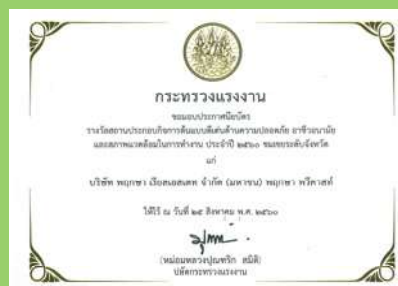 กระทรวงแรงงาน
ขอมอบประกาศนียบัตร
รางวัลสถานประกอบกิจการต้นแบบดีเด่นด้านความปลอดภัย อาชีวอนามัย
และสภาพแวดล้อมในการทำงาน ประจำปี ๒๕๖๐ ชมเชยระดับจังหวัด
แก่
บริษัท พฤกษา เรียลเอสเตท จำกัด (มหาชน) พฤกษา พรีคาสท์
ให้ไว้ ณ วันที่ ๒๙ สิงหาคม พ.ศ. ๒๕๖๐
(หม่อมหลวงปุณฑริก สมิติ)
ปลัดกระทรวงแรงงาน